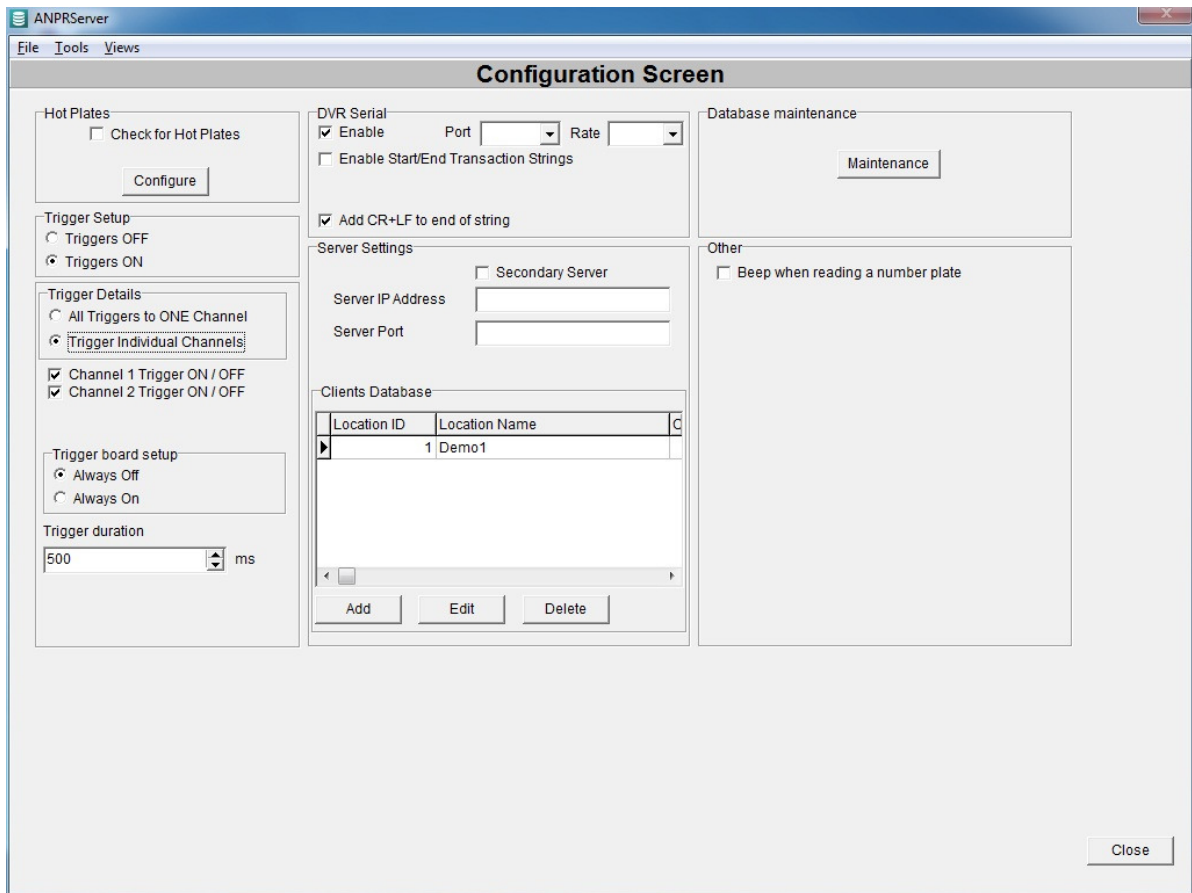 ANPRServer
File Tools Views
Configuration Screen
Hot Plates
Check for Hot Plates
Configure
Trigger Setup
Triggers OFF
Triggers ON
Trigger Details
All Triggers to ONE Channel
Trigger Individual Channels
Channel 1 Trigger ON / OFF
Channel 2 Trigger ON / OFF
Trigger board setup
Always Off
Always On
Trigger duration
500 ms
DVR Serial
Enable Port Rate
Enable Start/End Transaction Strings
Add CR+LF to end of string
Server Settings
Secondary Server
Server IP Address
Server Port
Clients Database
Location ID Location Name C
1 Demo1
Add Edit Delete
Database maintenance
Maintenance
Other
Beep when reading a number plate
Close